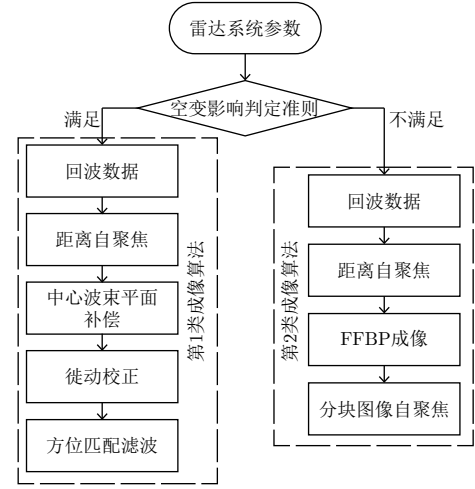 雷达系统参数
空变影响判定准则
满足
不满足
回波数据
距离自聚焦
中心波束平面
补偿
徙动校正
方位匹配滤波
第1类成像算法
回波数据
距离自聚焦
FFBP成像
分块图像自聚焦
第2类成像算法